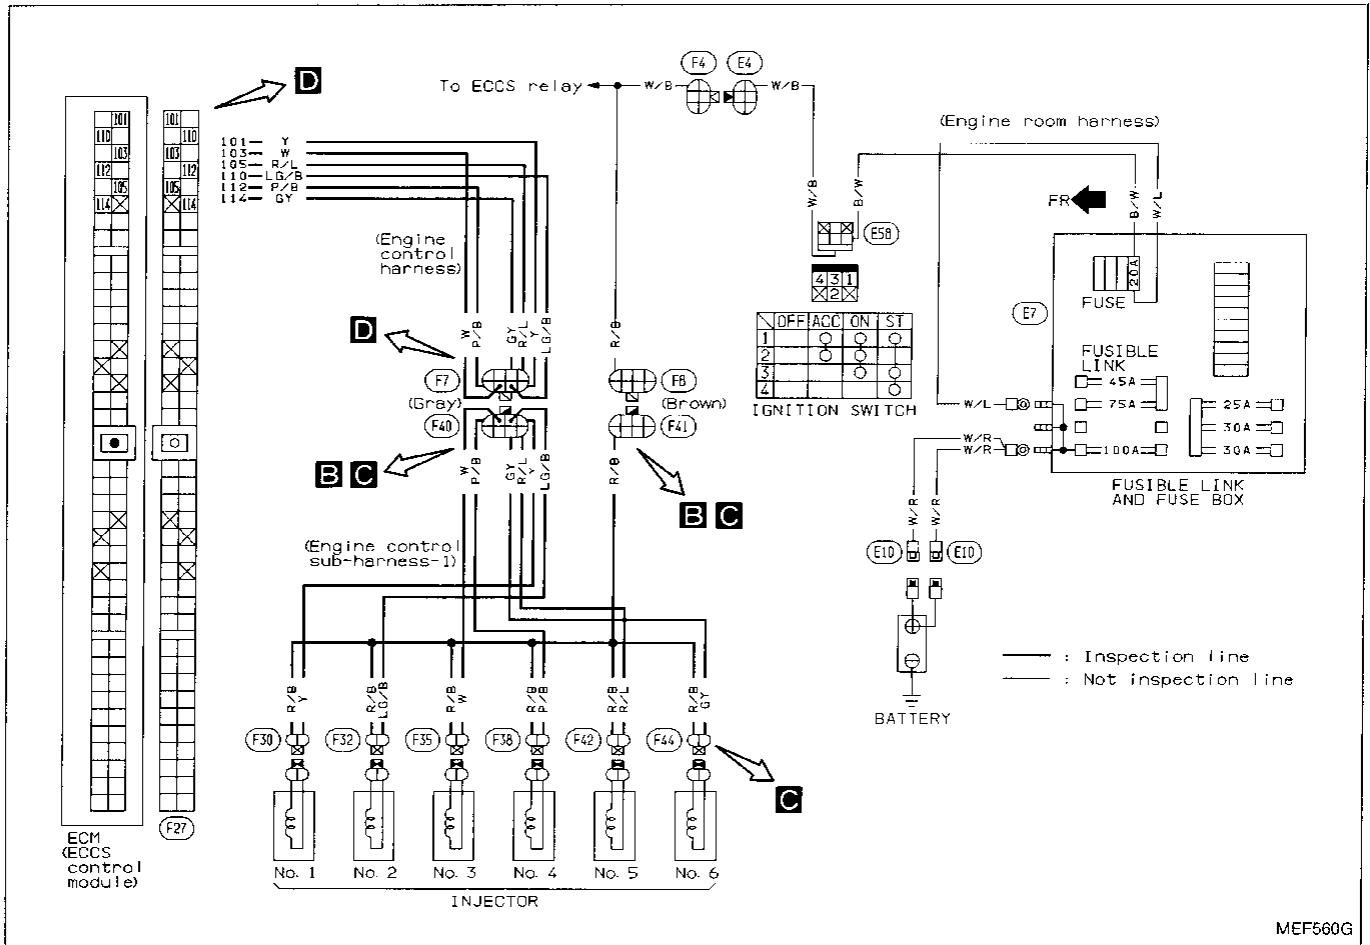 D
To ECCS relay
W/B
F4
E4
W/B
(Engine room harness)
101
110
103
112
105
114
101
110
103
112
105
114
101 Y
103 W
105 R/L
110 LG/B
112 P/B
114 GY
(Engine
control
harness)
W/B
B/W
E58
FR
B/W
W/L
4 3 1
2
FUSE
20A
E7
OFF ACC ON ST
1
2
3
4
IGNITION SWITCH
FUSIBLE
LINK
45A
75A
100A
25A
30A
30A
FUSIBLE LINK
AND FUSE BOX
W/L
W/R
W/R
W/R
W/R
E10
E10
BATTERY
D
W
P/B
GY
R/L
Y
LG/B
R/B
F7
(Gray)
F40
F8
(Brown)
F41
B C
W
P/B
GY
R/L
Y
LG/B
R/B
B C
(Engine control
sub-harness-1)
: Inspection line
: Not inspection line
R/B
Y
R/B
LG/B
R/B
W
R/B
P/B
R/B
R/L
R/B
GY
F30
F32
F35
F38
F42
F44
C
No. 1
No. 2
No. 3
No. 4
No. 5
No. 6
INJECTOR
F27
ECM
(ECCS
control
module)
MEF560G